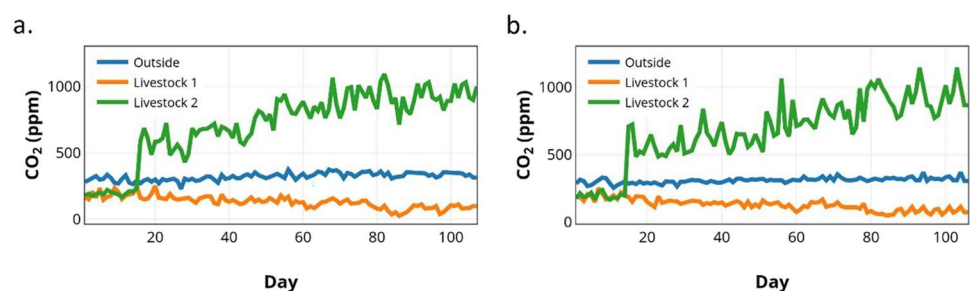 a.
CO2 (ppm)
1000
500
0
Outside
Livestock 1
Livestock 2
20 40 60 80 100
Day
b.
CO2 (ppm)
1000
500
0
Outside
Livestock 1
Livestock 2
20 40 60 80 100
Day